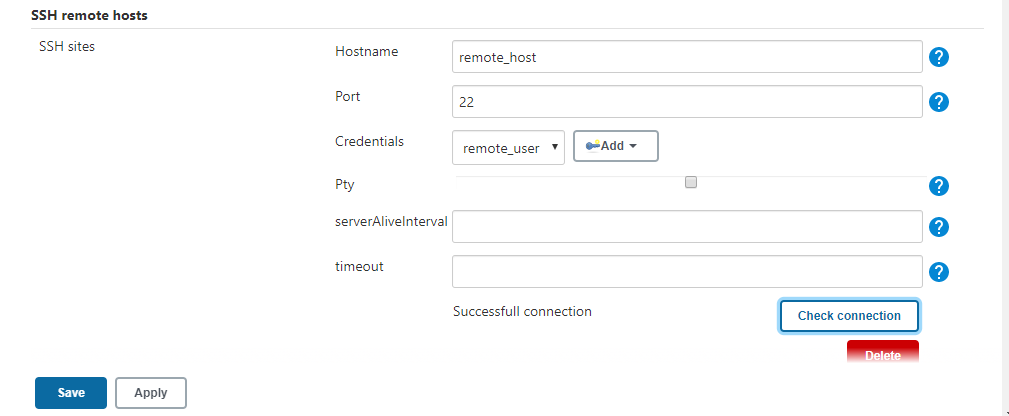 SSH remote hosts
SSH sites
Hostname
remote_host
?
Port
22
?
Credentials
remote_user
Add
Pty
?
serverAliveInterval
?
timeout
?
Successfull connection
Check connection
Delete
Save
Apply